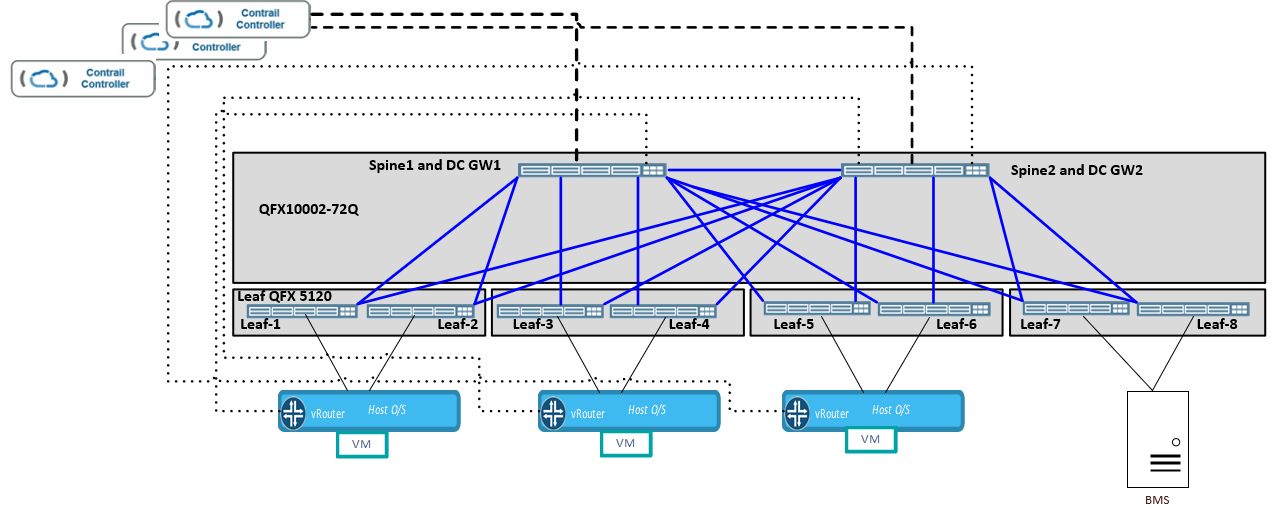 Contrail
Controller
Controller
Contrail
Controller
Spine1 and DC GW1
Spine2 and DC GW2
QFX10002-72Q
Leaf QFX 5120
Leaf-1
Leaf-2
Leaf-3
Leaf-4
Leaf-5
Leaf-6
Leaf-7
Leaf-8
vRouter
Host O/S
vRouter
Host O/S
vRouter
Host O/S
VM
VM
VM
BMS